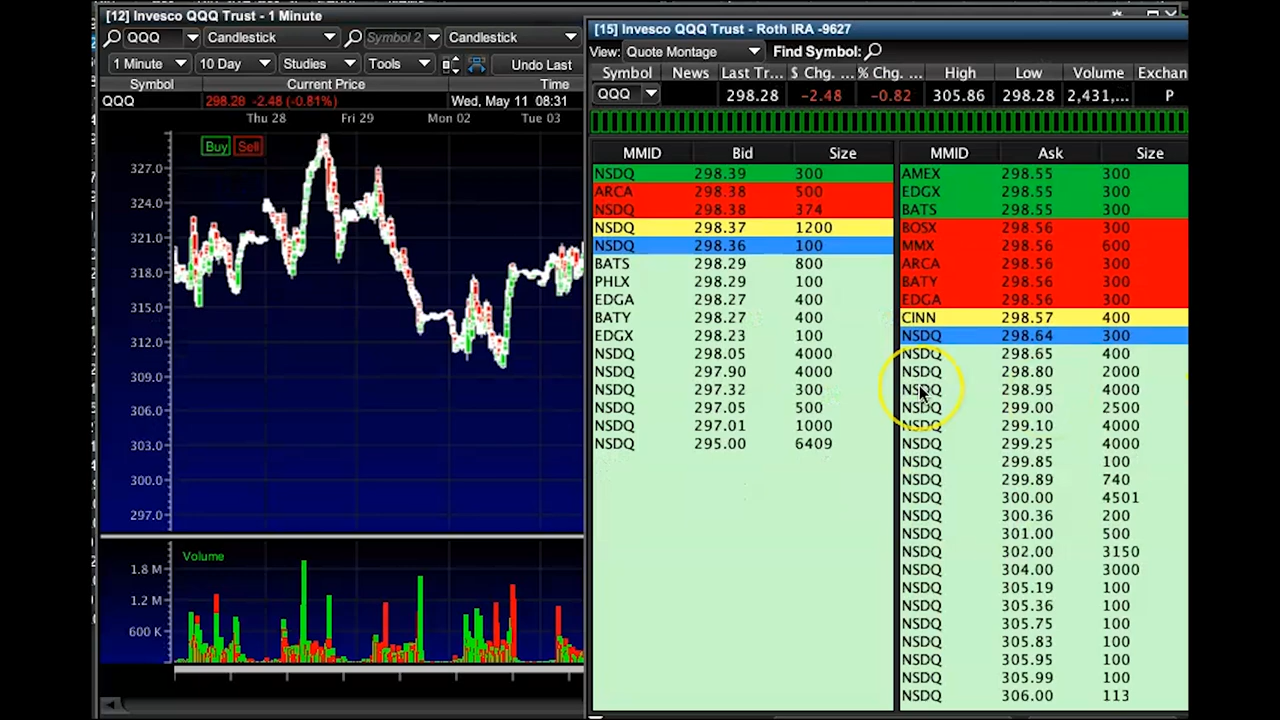 [12] Invesco QQQ Trust - 1 Minute
QQQ Candlestick Symbol 2 Candlestick
1 Minute 10 Day Studies Tools Undo Last
Symbol Current Price Time
QQQ 298.28 -2.48 (-0.81%) Wed, May 11 08:31
Thu 28 Fri 29 Mon 02 Tue 03
Buy Sell
327.0
324.0
321.0
318.0
315.0
312.0
309.0
306.0
303.0
300.0
297.0
Volume
1.8 M
1.2 M
600 K
[15] Invesco QQQ Trust - Roth IRA -9627
View: Quote Montage Find Symbol:
Symbol News Last Tr... $ Chg. ... % Chg. ... High Low Volume Exchan
QQQ 298.28 -2.48 -0.82 305.86 298.28 2,431,... P
MMID Bid Size MMID Ask Size
NSDQ 298.39 300 AMEX 298.55 300
ARCA 298.38 500 EDGX 298.55 300
NSDQ 298.38 374 BATS 298.55 300
NSDQ 298.37 1200 BOSX 298.56 300
NSDQ 298.36 100 MMX 298.56 600
BATS 298.29 800 ARCA 298.56 300
PHLX 298.29 100 BATY 298.56 300
EDGA 298.27 400 EDGA 298.56 300
BATY 298.27 400 CINN 298.57 400
EDGX 298.23 100 NSDQ 298.64 300
NSDQ 298.05 4000 NSDQ 298.65 400
NSDQ 297.90 4000 NSDQ 298.80 2000
NSDQ 297.32 300 NSDQ 298.95 4000
NSDQ 297.05 500 NSDQ 299.00 2500
NSDQ 297.01 1000 NSDQ 299.10 4000
NSDQ 295.00 6409 NSDQ 299.25 4000
NSDQ 299.85 100
NSDQ 299.89 740
NSDQ 300.00 4501
NSDQ 300.36 200
NSDQ 301.00 500
NSDQ 302.00 3150
NSDQ 304.00 3000
NSDQ 305.19 100
NSDQ 305.36 100
NSDQ 305.75 100
NSDQ 305.83 100
NSDQ 305.95 100
NSDQ 305.99 100
NSDQ 306.00 113